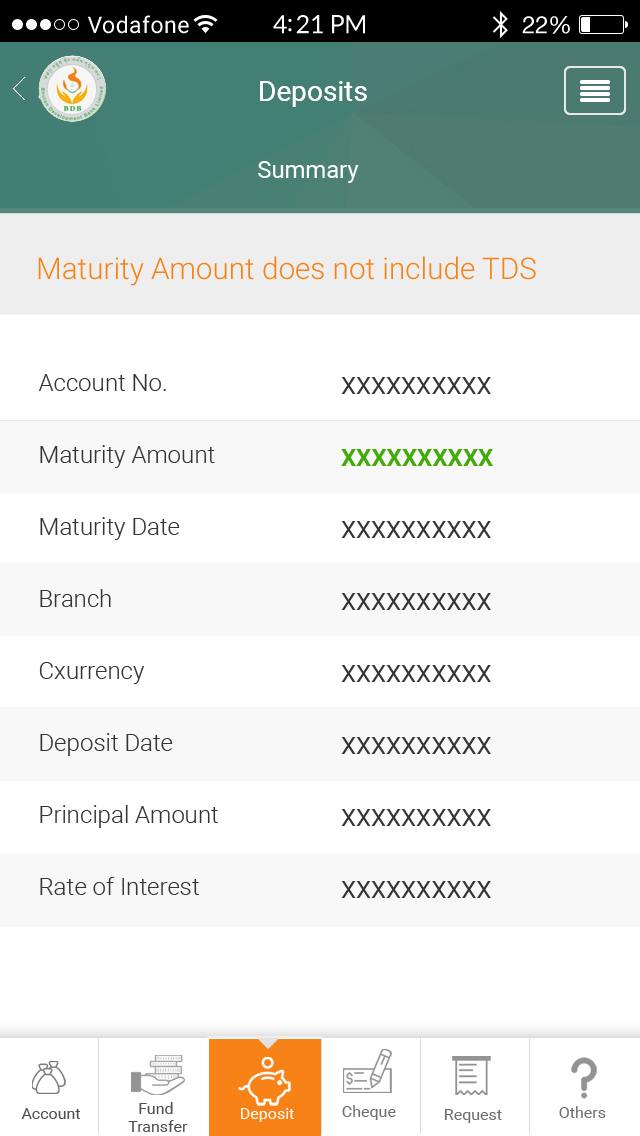 Vodafone 4:21 PM 22%
BDB
Deposits
Summary
Maturity Amount does not include TDS
Account No. XXXXXXXXXX
Maturity Amount XXXXXXXXXX
Maturity Date XXXXXXXXXX
Branch XXXXXXXXXX
Cxurrency XXXXXXXXXX
Deposit Date XXXXXXXXXX
Principal Amount XXXXXXXXXX
Rate of Interest XXXXXXXXXX
Account
Fund
Transfer
Deposit
Cheque
Request
Others